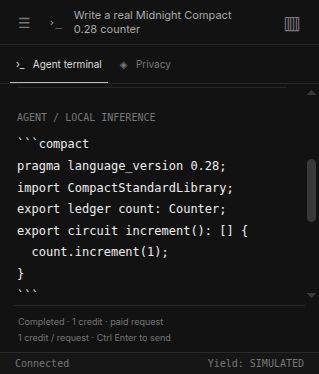 Write a real Midnight Compact
0.28 counter
Agent terminal
Privacy
AGENT / LOCAL INFERENCE
```compact
pragma language_version 0.28;
import CompactStandardLibrary;
export ledger count: Counter;
export circuit increment(): [] {
  count.increment(1);
}
```
Completed · 1 credit · paid request
1 credit / request · Ctrl Enter to send
Connected
Yield: SIMULATED